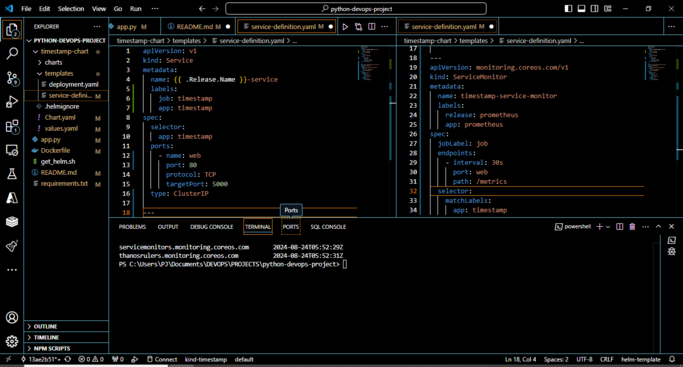 File Edit Selection View Go Run ... python-devops-project
EXPLORER
PYTHON-DEVOPS-PROJECT
timestamp-chart
charts
templates
deployment.yaml
service-defini... M
.helmignore
Chart.yaml M
values.yaml M
app.py M
Dockerfile M
get_helm.sh
README.md M
requirements.txt M
OUTLINE
TIMELINE
NPM SCRIPTS
app.py M README.md M service-definition.yaml M
timestamp-chart > templates > service-definition.yaml > ...
1 apiVersion: v1
2 kind: Service
3 metadata:
4 name: {{ .Release.Name }}-service
5 labels:
6 job: timestamp
7 app: timestamp
8 spec:
9 selector:
10 app: timestamp
11 ports:
12 - name: web
13 port: 80
14 protocol: TCP
15 targetPort: 5000
16 type: ClusterIP
17
18 ---
service-definition.yaml M
timestamp-chart > templates > service-definition.yaml > ...
17
18 ---
19 apiVersion: monitoring.coreos.com/v1
20 kind: ServiceMonitor
21 metadata:
22 name: timestamp-service-monitor
23 labels:
24 release: prometheus
25 app: prometheus
26 spec:
27 jobLabel: job
28 endpoints:
29 - interval: 30s
30 port: web
31 path: /metrics
32 selector:
33 matchLabels:
34 app: timestamp
Ports
PROBLEMS OUTPUT DEBUG CONSOLE TERMINAL PORTS SQL CONSOLE powershell
servicemonitors.monitoring.coreos.com 2024-08-24T05:52:29Z
thanosrulers.monitoring.coreos.com 2024-08-24T05:52:31Z
PS C:\Users\PJ\Documents\DEVOPS\PROJECTS\python-devops-project>
13ae2b51*+ 0 0 0 Connect kind-timestamp default Ln 18, Col 4 Spaces: 2 UTF-8 CRLF helm-template